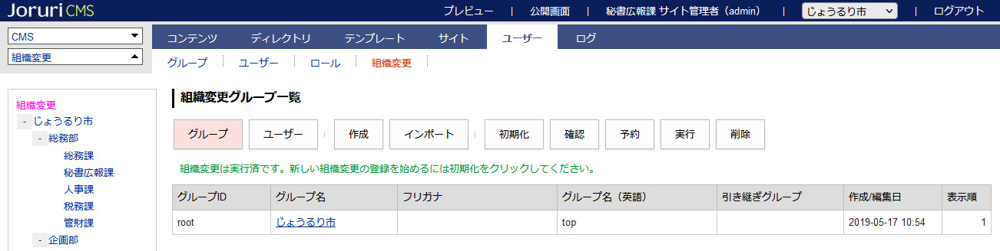 Joruri CMS プレビュー | 公開画面 | 秘書広報課 サイト管理者（admin） | じょうるり市 | ログアウト
CMS
組織変更
コンテンツ ディレクトリ テンプレート サイト ユーザー ログ
グループ ユーザー ロール 組織変更
組織変更
- じょうるり市
- 総務部
総務課
秘書広報課
人事課
税務課
管財課
- 企画部
組織変更グループ一覧
グループ ユーザー | 作成 インポート | 初期化 確認 予約 実行 削除
組織変更は実行済です。新しい組織変更の登録を始めるには初期化をクリックしてください。
グループID グループ名 フリガナ グループ名（英語） 引き継ぎグループ 作成/編集日 表示順
root じょうるり市 top 2019-05-17 10:54 1